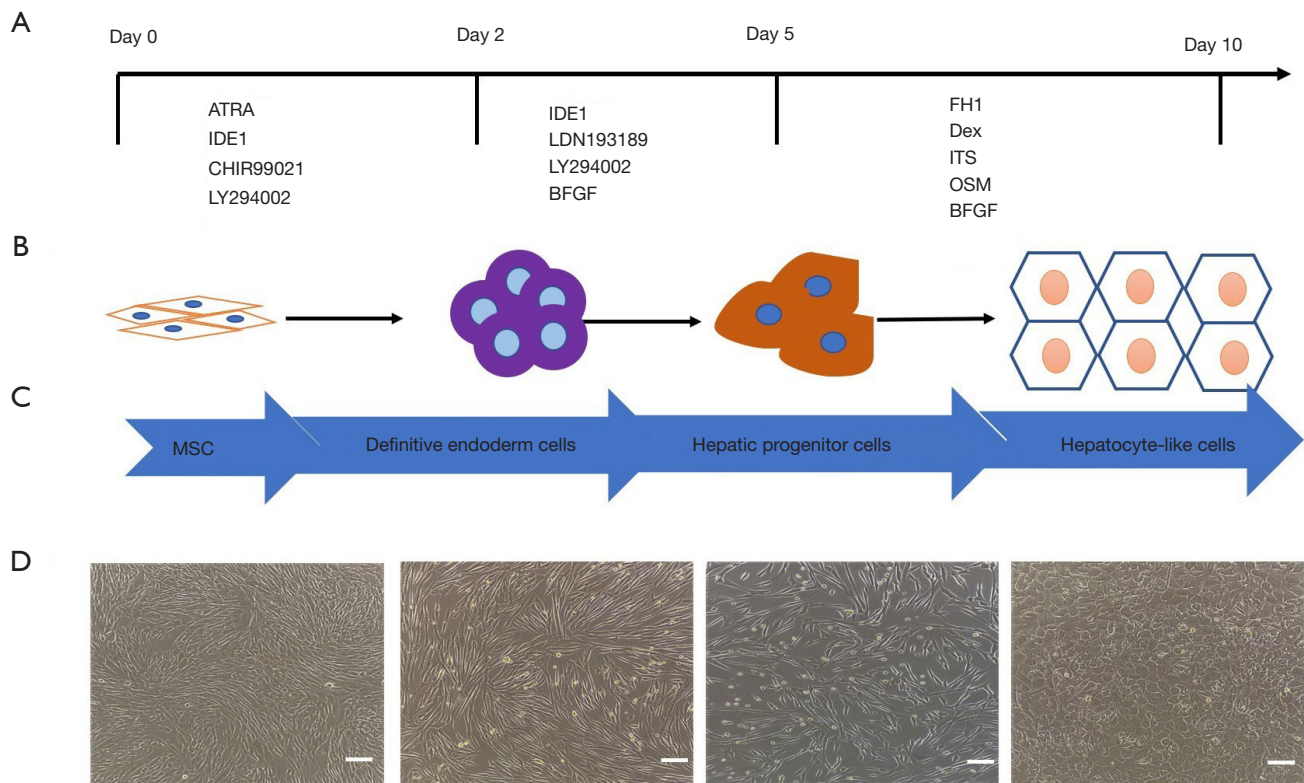 A
Day 0
Day 2
Day 5
Day 10
ATRA
IDE1
CHIR99021
LY294002
IDE1
LDN193189
LY294002
BFGF
FH1
Dex
ITS
OSM
BFGF
B
C
MSC
Definitive endoderm cells
Hepatic progenitor cells
Hepatocyte-like cells
D